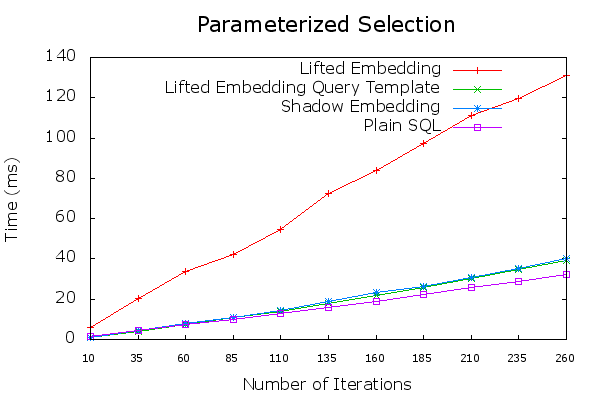 Parameterized Selection
140
120
100
80
60
40
20
0
Time (ms)
Lifted Embedding
Lifted Embedding Query Template
Shadow Embedding
Plain SQL
10 35 60 85 110 135 160 185 210 235 260
Number of Iterations